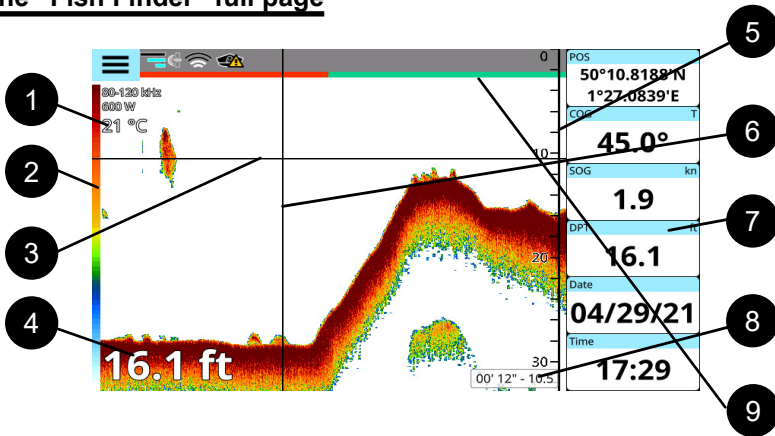 "Fish Finder" full page
80-120 kHz
600 W
21 °C
16.1 ft
0
10
20
30
00' 12" - 10.5
POS
50°10.8188'N
1°27.0839'E
COG T
45.0°
SOG kn
1.9
DPT ft
16.1
Date
04/29/21
Time
17:29
1
2
3
4
5
6
7
8
9